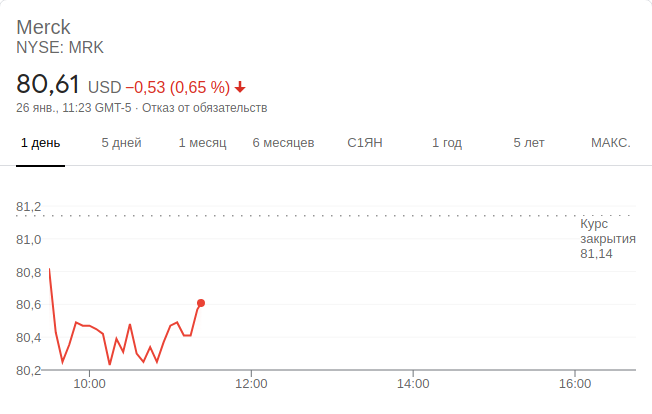 Merck
NYSE: MRK
80,61 USD −0,53 (0,65 %)
26 янв., 11:23 GMT-5 · Отказ от обязательств
1 день 5 дней 1 месяц 6 месяцев С1ЯН 1 год 5 лет МАКС.
81,2
Курс
закрытия
81,14
81,0
80,8
80,6
80,4
80,2
10:00 12:00 14:00 16:00